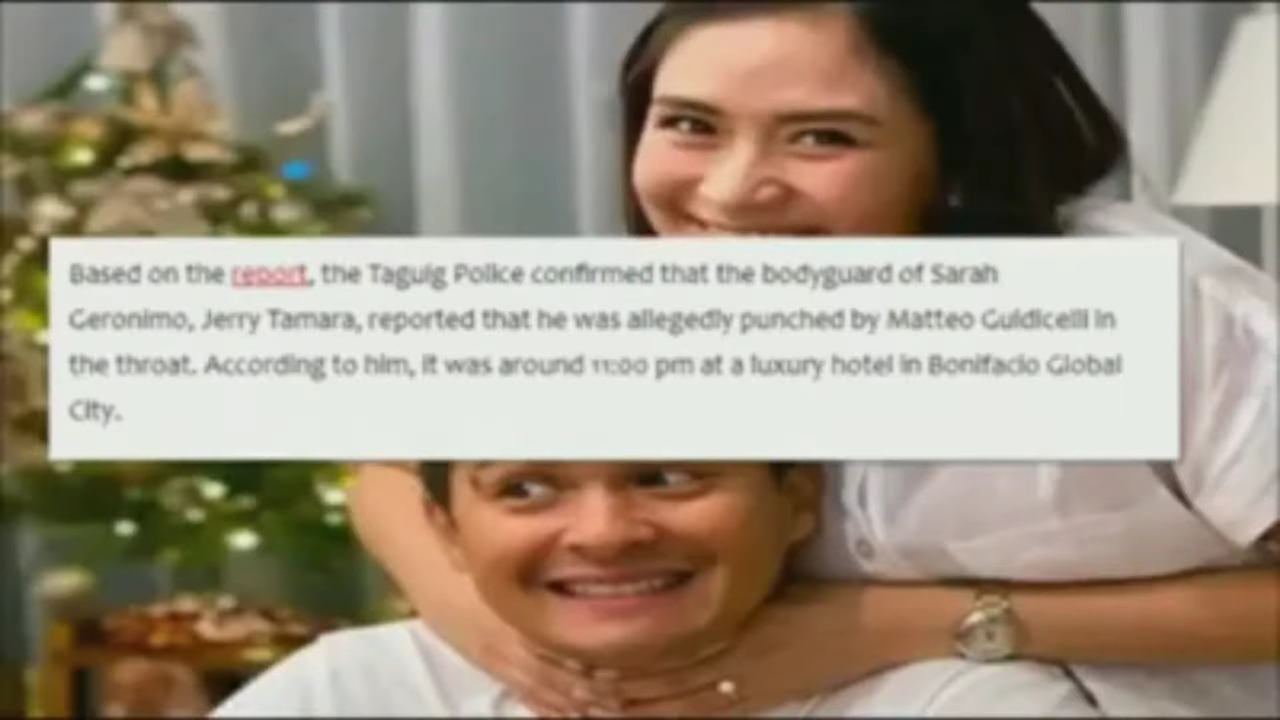 Based on the report, the Taguig Police confirmed that the bodyguard of Sarah
Geronimo, Jerry Tamara, reported that he was allegedly punched by Matteo Guidicelli in
the throat. According to him, it was around 11:00 pm at a luxury hotel in Bonifacio Global
City.